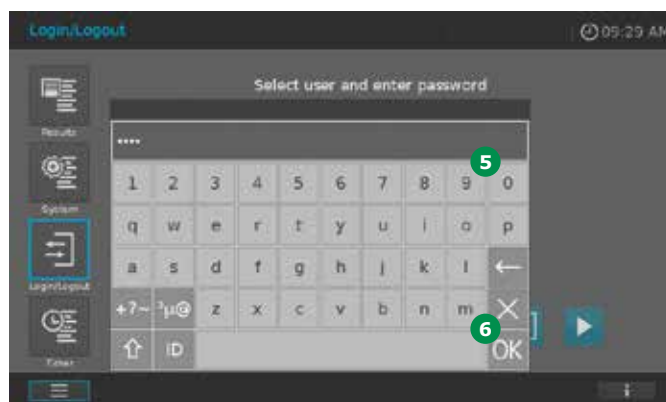 Login/Logout
09:29 AM
Select user and enter password
Results
••••
5
1 2 3 4 5 6 7 8 9 0
System
q w e r t y u i o p
a s d f g h j k l ←
Login/Logout
+?~ ³µ@ z x c v b n m ×
6
Timer
⇧ ID OK
i